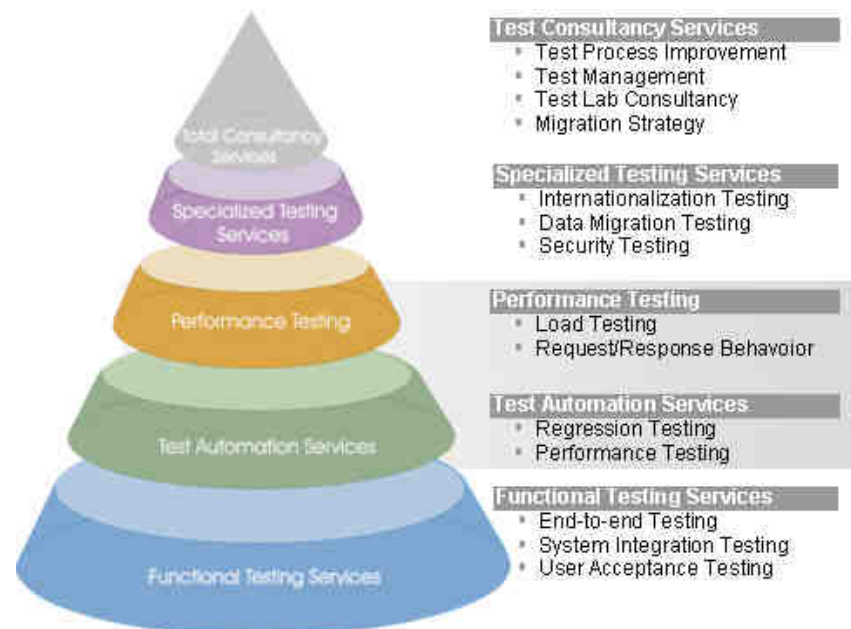 Total Consultancy
Services
Specialized Testing
Services
Performance Testing
Test Automation Services
Functional Testing Services
Test Consultancy Services
Test Process Improvement
Test Management
Test Lab Consultancy
Migration Strategy
Specialized Testing Services
Internationalization Testing
Data Migration Testing
Security Testing
Performance Testing
Load Testing
Request/Response Behavoior
Test Automation Services
Regression Testing
Performance Testing
Functional Testing Services
End-to-end Testing
System Integration Testing
User Acceptance Testing